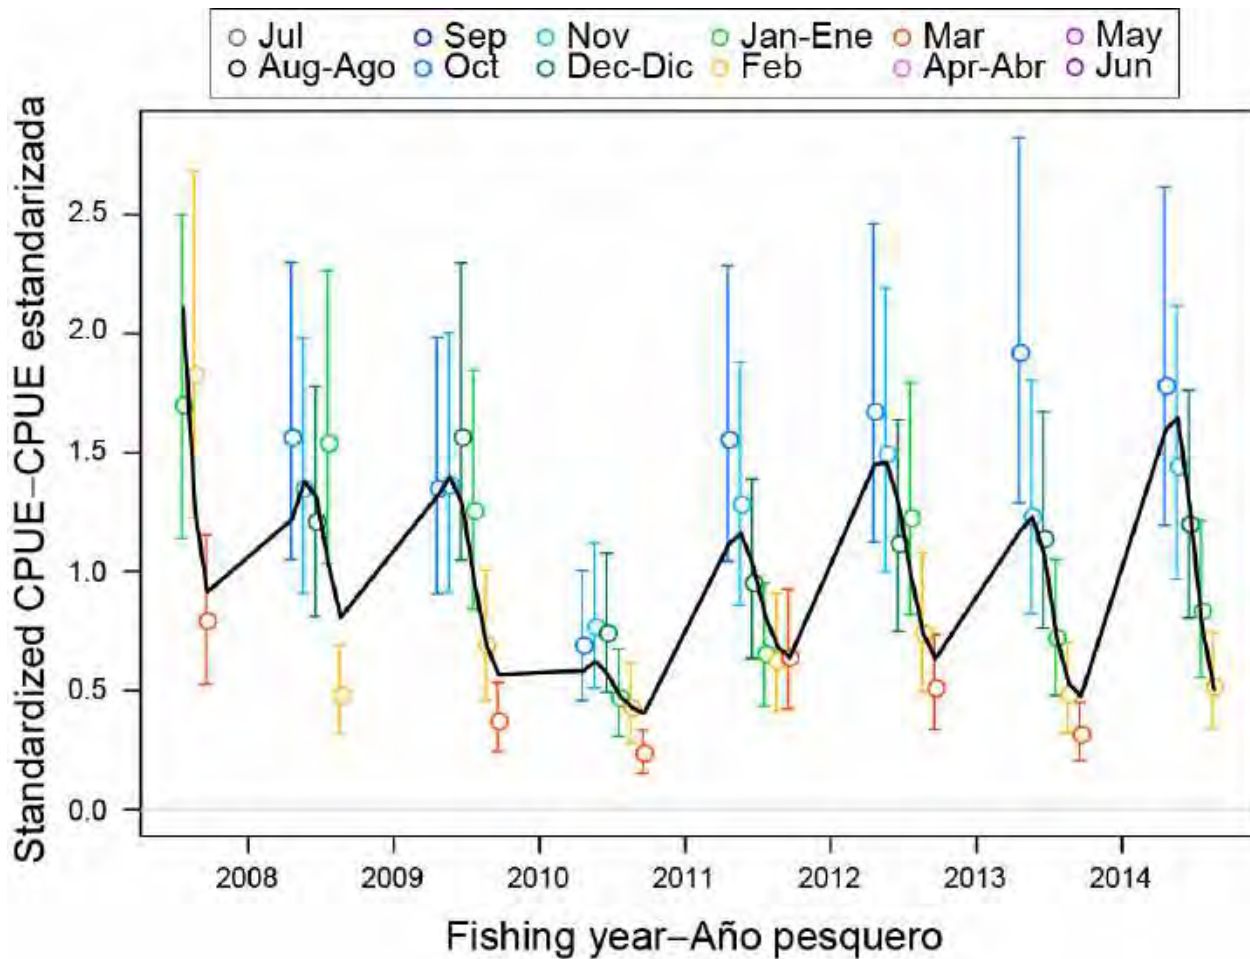 Jul Sep Nov Jan-Ene Mar May
Aug-Ago Oct Dec-Dic Feb Apr-Abr Jun
Standardized CPUE–CPUE estandarizada
2.5
2.0
1.5
1.0
0.5
0.0
2008 2009 2010 2011 2012 2013 2014
Fishing year–Año pesquero